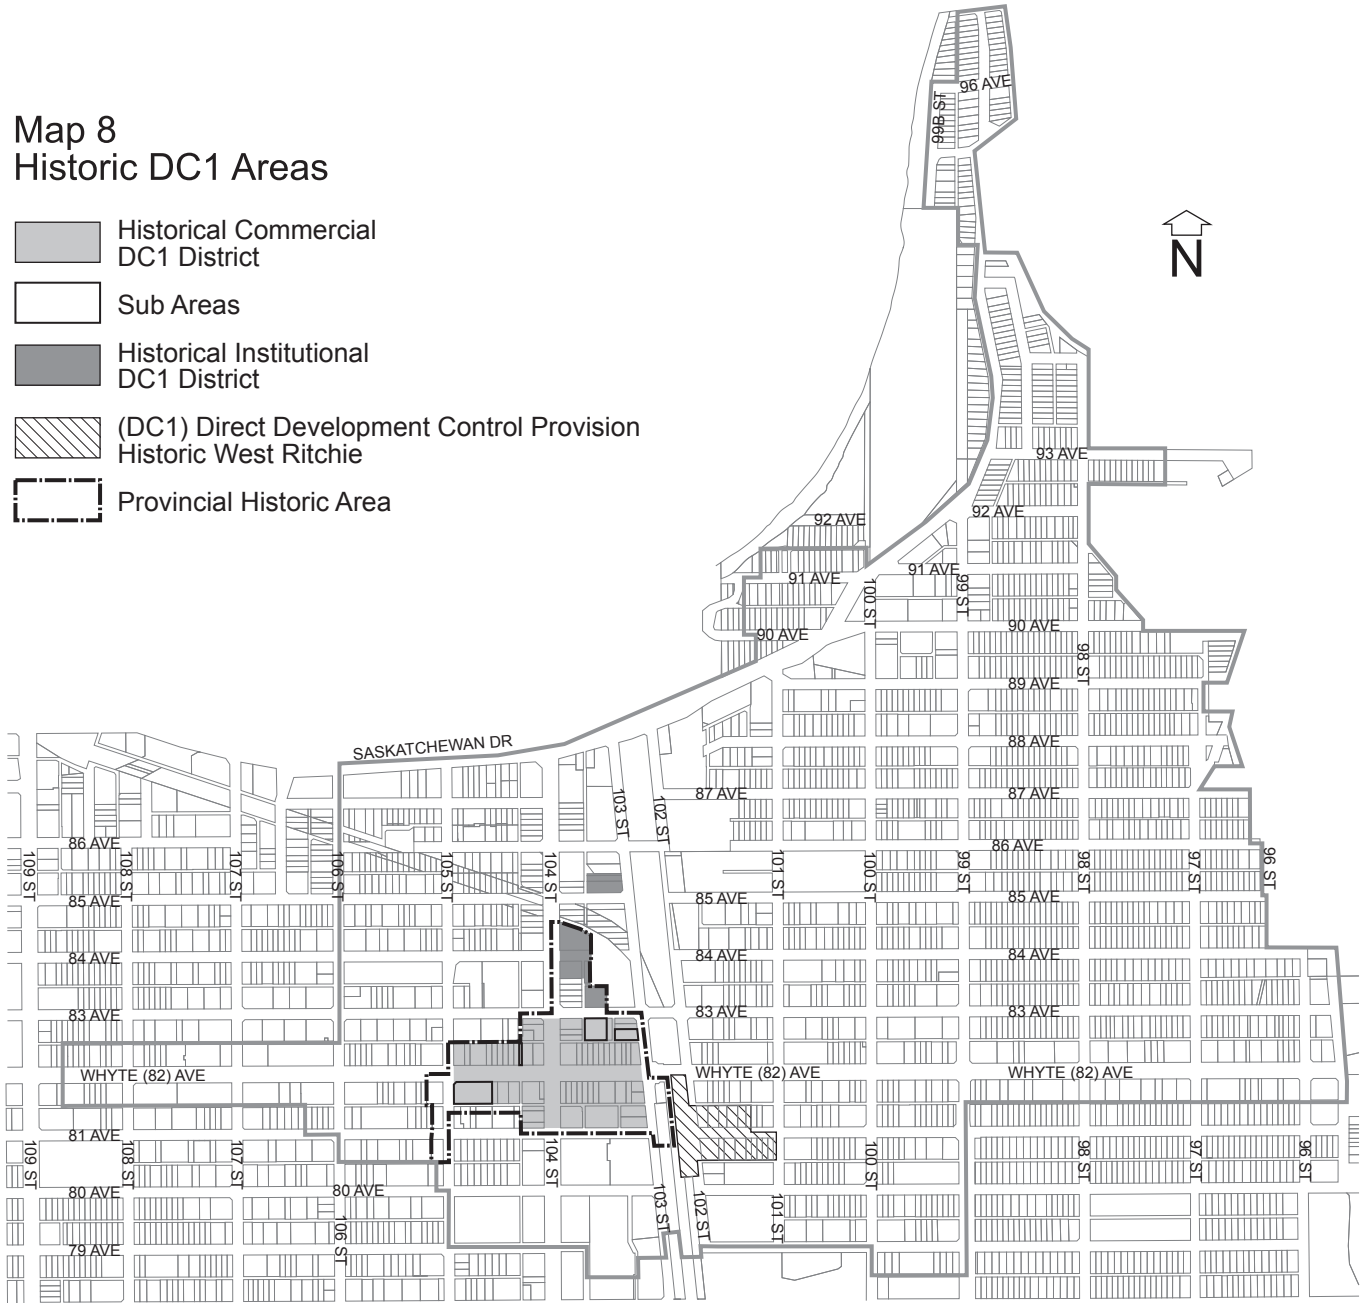 Map 8
Historic DC1 Areas
Historical Commercial
DC1 District
Sub Areas
Historical Institutional
DC1 District
(DC1) Direct Development Control Provision
Historic West Ritchie
Provincial Historic Area
N
96 AVE
99B ST
93 AVE
92 AVE
92 AVE
91 AVE
91 AVE
100 ST
99 ST
90 AVE
90 AVE
98 ST
89 AVE
SASKATCHEWAN DR
88 AVE
87 AVE
87 AVE
103 ST
102 ST
86 AVE
86 AVE
109 ST
108 ST
107 ST
106 ST
105 ST
104 ST
101 ST
100 ST
99 ST
98 ST
97 ST
96 ST
85 AVE
85 AVE
85 AVE
84 AVE
84 AVE
84 AVE
83 AVE
83 AVE
83 AVE
WHYTE (82) AVE
WHYTE (82) AVE
WHYTE (82) AVE
81 AVE
109 ST
108 ST
107 ST
104 ST
100 ST
98 ST
97 ST
96 ST
80 AVE
80 AVE
103 ST
102 ST
101 ST
106 ST
79 AVE